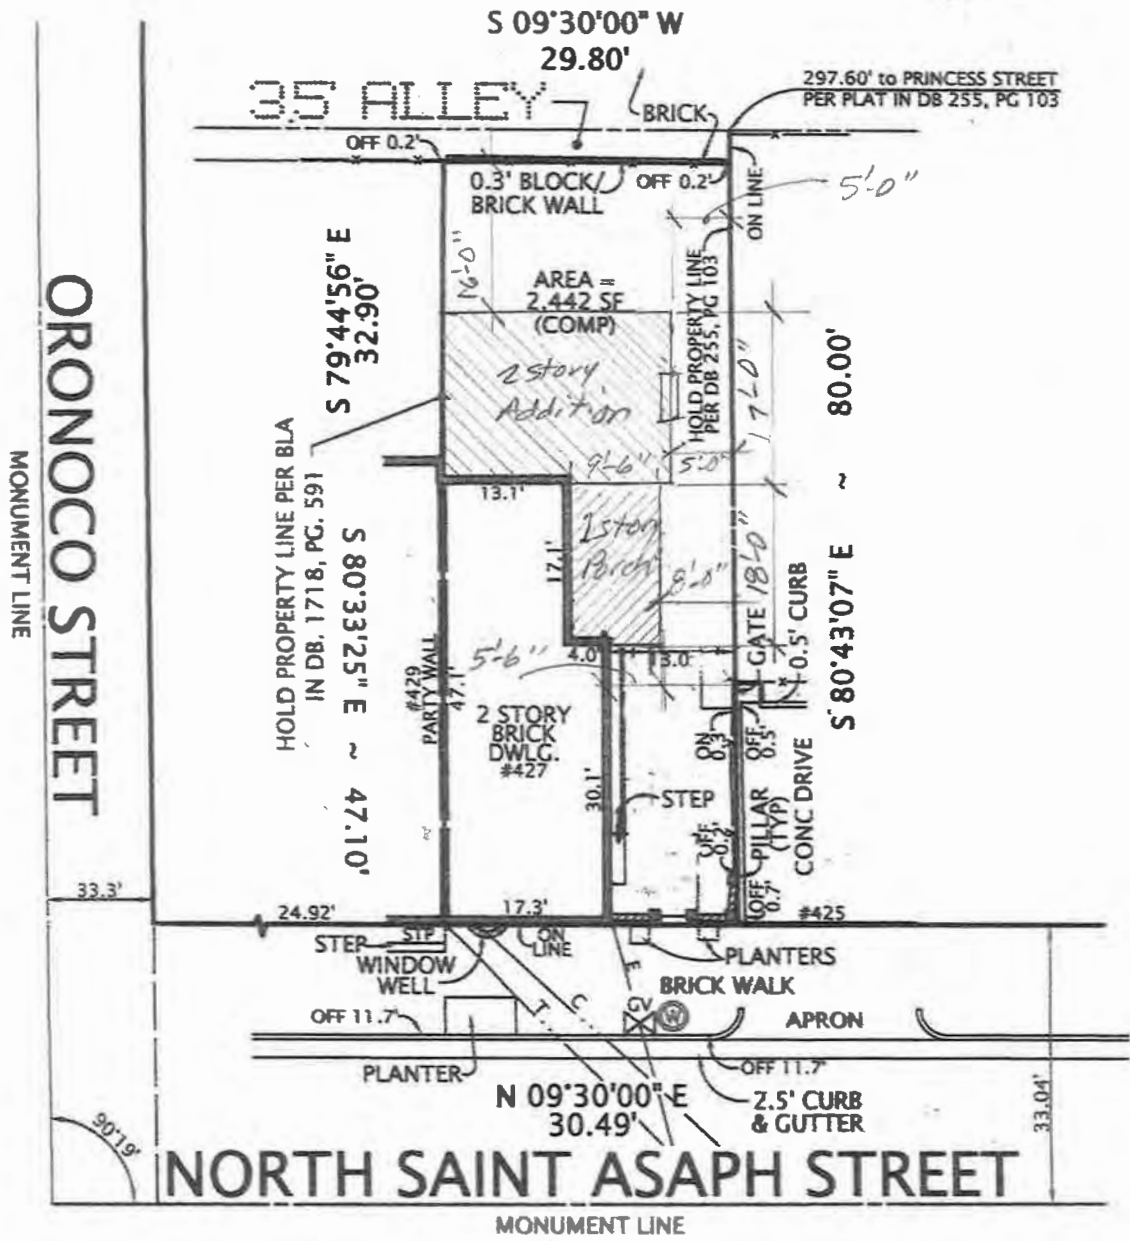 S 09°30'00" W
29.80'
3.5' ALLEY
BRICK
297.60' to PRINCESS STREET
PER PLAT IN DB 255, PG 103
OFF 0.2'
0.3' BLOCK/
BRICK WALL
OFF 0.2'
ON LINE
5'-0"
16'-0"
AREA =
2,442 SF
(COMP)
HOLD PROPERTY LINE
PER DB 255, PG 103
S 79°44'56" E
32.90'
2 story
Addition
17'-0"
80.00'
~
S 80°43'07" E
HOLD PROPERTY LINE PER BLA
IN DB. 1718, PG. 591
9'-6"
5'-0"
13.1'
17.1'
1 story
Porch
8'-0"
18'-0"
GATE
0.5' CURB
S 80°33'25" E ~ 47.10'
#429
PARTY WALL
47.1'
5'-6"
4.0'
13.0
2 STORY
BRICK
DWLG.
#427
30.1'
STEP
ON
0.3'
OFF
0.5'
OFF
0.2'
PILLAR
(TYP)
CONC DRIVE
OFF
0.7'
ORONOCO STREET
MONUMENT LINE
33.3'
24.92'
17.3'
#425
STEP
STP
ON
LINE
WINDOW
WELL
E
PLANTERS
BRICK WALK
OFF 11.7'
T
C
GV
W
APRON
PLANTER
OFF 11.7'
N 09°30'00" E
30.49'
2.5' CURB
& GUTTER
33.04'
90°19'
NORTH SAINT ASAPH STREET
MONUMENT LINE